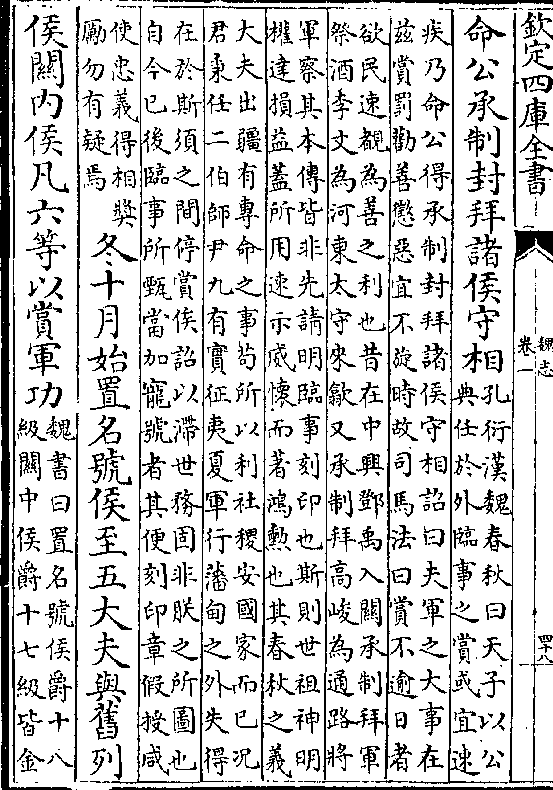 欽定四庫全書
魏志
卷一
四十八
命公承制封拜諸侯守相
孔衍漢魏春秋曰天子以公
典任於外臨事之賞或宜速
疾乃命公得承制封拜諸侯守相詔曰夫軍之大事在
茲賞罰勸善懲惡宜不旋時故司馬法曰賞不逾日者
欲民速覩為善之利也昔在中興鄧禹入關承制拜軍
祭酒李文為河東太守來歙又承制拜高峻為通路將
軍察其本傳皆非先請明臨事刻印也斯則世祖神明
權達損益蓋所用速示威懷而著鴻勲也其春秋之義
大夫出疆有專命之事苟所以利社稷安國家而已况
君秉任二伯師尹九有實征夷夏軍行藩甸之外失得
在於斯須之間停賞俟詔以滯世務固非朕之所圖也
自今已後臨事所甄當加寵號者其便刻印章假授咸
使忠義得相奬
勵勿有疑焉
冬十月始置名號侯至五大夫與舊列
侯關内侯凡六等以賞軍功
魏書曰置名號侯爵十八
級關中侯爵十七級皆金